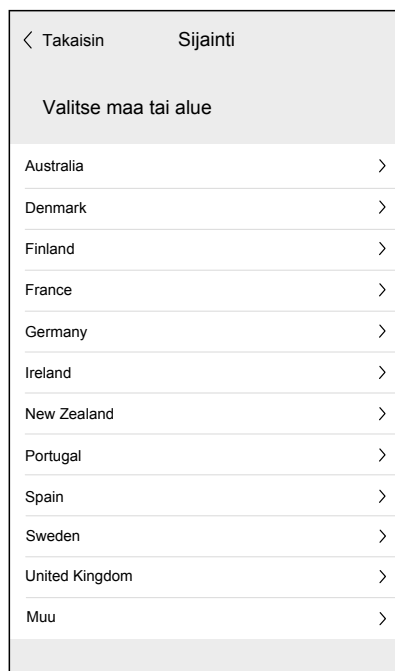 Takaisin Sijainti
Valitse maa tai alue
Australia
Denmark
Finland
France
Germany
Ireland
New Zealand
Portugal
Spain
Sweden
United Kingdom
Muu